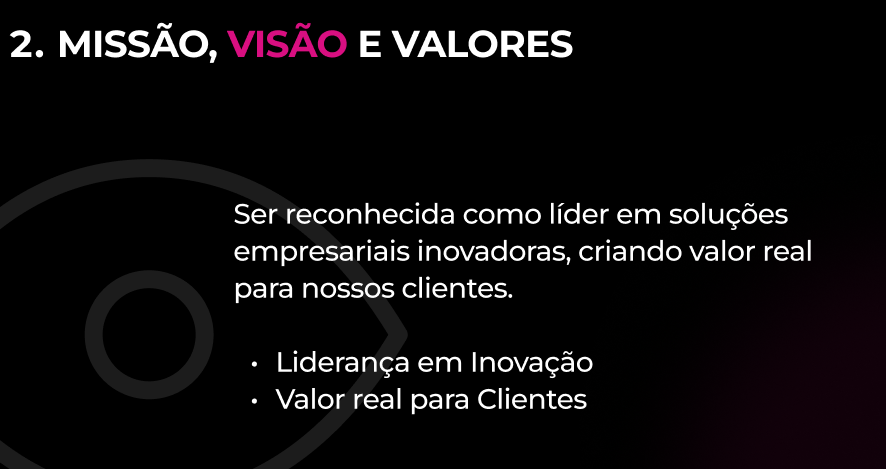 2. MISSÃO, VISÃO E VALORES
Ser reconhecida como líder em soluções
empresariais inovadoras, criando valor real
para nossos clientes.
• Liderança em Inovação
• Valor real para Clientes